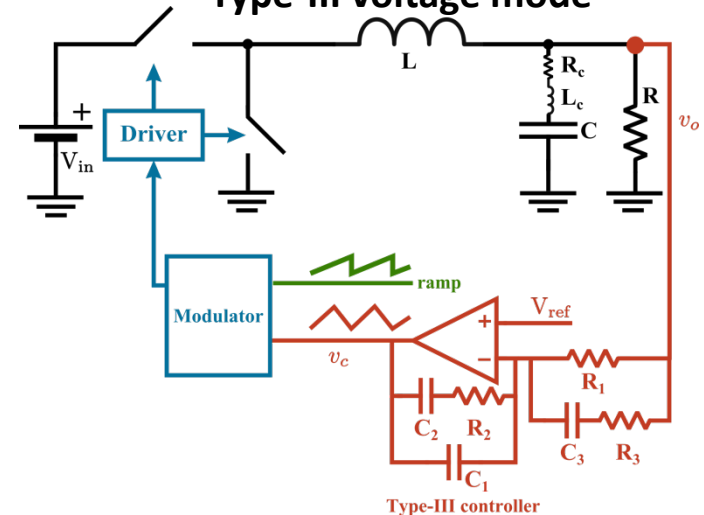 Type-III voltage mode
L
R_c
L_c
C
R
v_o
+
V_in
Driver
ramp
Modulator
v_c
+
V_ref
−
R_1
C_2
R_2
C_3
R_3
C_1
Type-III controller